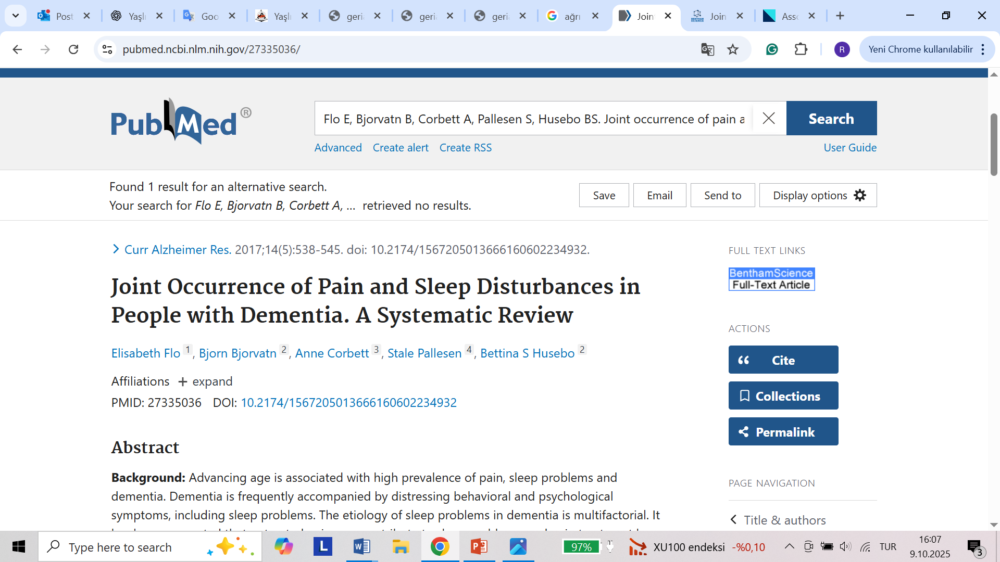 Post
Yaşlı
Goo
Yaşlı
geri
geri
geri
ağrı
Join
Join
Asso
pubmed.ncbi.nlm.nih.gov/27335036/
R
Yeni Chrome kullanılabilir
PubMed®
Flo E, Bjorvatn B, Corbett A, Pallesen S, Husebo BS. Joint occurrence of pain a
Search
Advanced Create alert Create RSS User Guide
Found 1 result for an alternative search.
Your search for Flo E, Bjorvatn B, Corbett A, ... retrieved no results.
Save Email Send to Display options
Curr Alzheimer Res. 2017;14(5):538-545. doi: 10.2174/1567205013666160602234932.
Joint Occurrence of Pain and Sleep Disturbances in
People with Dementia. A Systematic Review
Elisabeth Flo 1, Bjorn Bjorvatn 2, Anne Corbett 3, Stale Pallesen 4, Bettina S Husebo 2
Affiliations + expand
PMID: 27335036 DOI: 10.2174/1567205013666160602234932
Abstract
Background: Advancing age is associated with high prevalence of pain, sleep problems and
dementia. Dementia is frequently accompanied by distressing behavioral and psychological
symptoms, including sleep problems. The etiology of sleep problems in dementia is multifactorial. It
FULL TEXT LINKS
BenthamScience
Full-Text Article
ACTIONS
Cite
Collections
Permalink
PAGE NAVIGATION
Title & authors
Type here to search
L
97%
XU100 endeksi -%0,10
TUR
16:07
9.10.2025
3